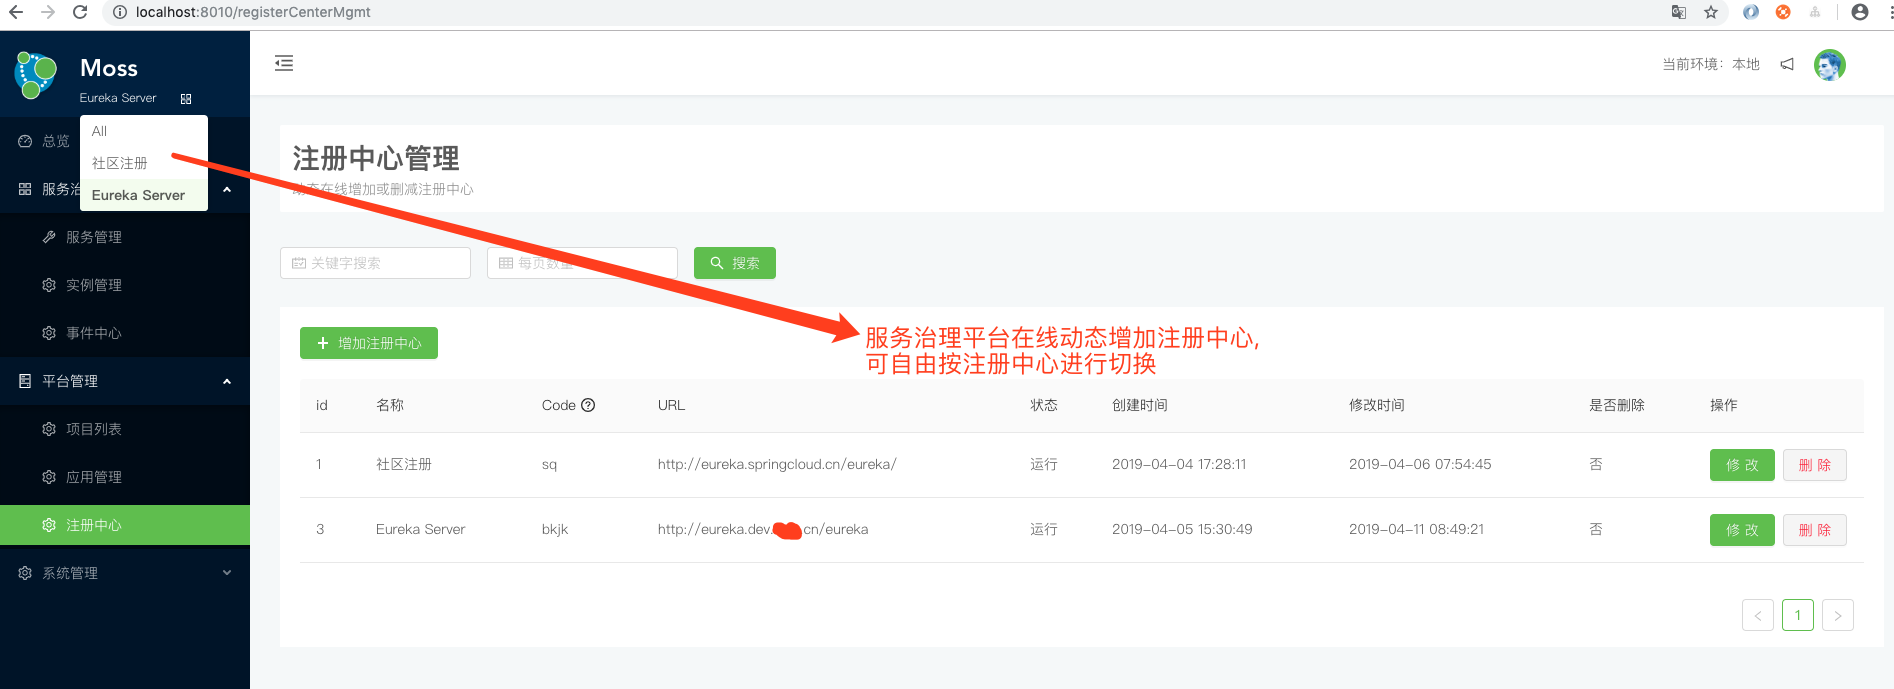 localhost:8010/registerCenterMgmt
Moss
Eureka Server
当前环境：本地
All
社区注册
Eureka Server
总览
服务治
服务管理
实例管理
事件中心
平台管理
项目列表
应用管理
注册中心
系统管理
注册中心管理
动态在线增加或删减注册中心
关键字搜索
每页数量
搜索
服务治理平台在线动态增加注册中心,
可自由按注册中心进行切换
+ 增加注册中心
id 名称 Code URL 状态 创建时间 修改时间 是否删除 操作
1 社区注册 sq http://eureka.springcloud.cn/eureka/ 运行 2019-04-04 17:28:11 2019-04-06 07:54:45 否 修 改 删 除
3 Eureka Server bkjk http://eureka.dev. cn/eureka 运行 2019-04-05 15:30:49 2019-04-11 08:49:21 否 修 改 删 除
< 1 >